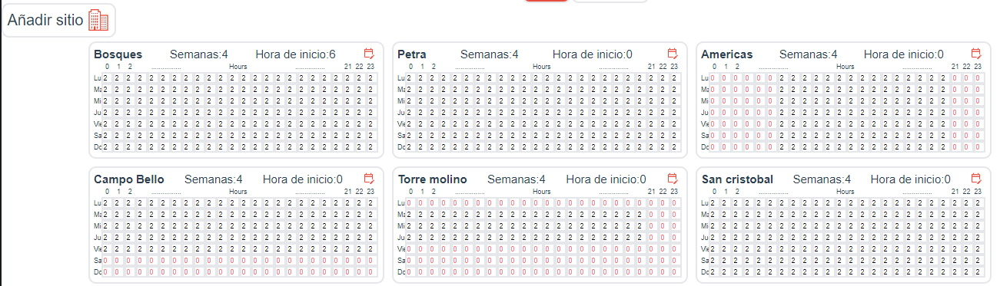 Añadir sitio
Bosques Semanas:4 Hora de inicio:6
0 1 2 ................ Hours ................ 21 22 23
Lu 2 2 2 2 2 2 2 2 2 2 2 2 2 2 2 2 2 2 2 2 2 2 2 2
Ma 2 2 2 2 2 2 2 2 2 2 2 2 2 2 2 2 2 2 2 2 2 2 2 2
Mi 2 2 2 2 2 2 2 2 2 2 2 2 2 2 2 2 2 2 2 2 2 2 2 2
Ju 2 2 2 2 2 2 2 2 2 2 2 2 2 2 2 2 2 2 2 2 2 2 2 2
Vie 2 2 2 2 2 2 2 2 2 2 2 2 2 2 2 2 2 2 2 2 2 2 2 2
Sa 2 2 2 2 2 2 2 2 2 2 2 2 2 2 2 2 2 2 2 2 2 2 2 2
Do 2 2 2 2 2 2 2 2 2 2 2 2 2 2 2 2 2 2 2 2 2 2 2 2
Petra Semanas:4 Hora de inicio:0
0 1 2 ................ Hours ................ 21 22 23
Lu 2 2 2 2 2 2 2 2 2 2 2 2 2 2 2 2 2 2 2 2 2 2 2 2
Ma 2 2 2 2 2 2 2 2 2 2 2 2 2 2 2 2 2 2 2 2 2 2 2 2
Mi 2 2 2 2 2 2 2 2 2 2 2 2 2 2 2 2 2 2 2 2 2 2 2 2
Ju 2 2 2 2 2 2 2 2 2 2 2 2 2 2 2 2 2 2 2 2 2 2 2 2
Vie 2 2 2 2 2 2 2 2 2 2 2 2 2 2 2 2 2 2 2 2 2 2 2 2
Sa 2 2 2 2 2 2 2 2 2 2 2 2 2 2 2 2 2 2 2 2 2 2 2 2
Do 2 2 2 2 2 2 2 2 2 2 2 2 2 2 2 2 2 2 2 2 2 2 2 2
Americas Semanas:4 Hora de inicio:0
0 1 2 ................ Hours ................ 21 22 23
Lu 0 0 0 0 0 0 2 2 2 2 2 2 2 2 2 2 2 2 2 2 2 0 0 0
Ma 0 0 0 0 0 0 2 2 2 2 2 2 2 2 2 2 2 2 2 2 2 0 0 0
Mi 0 0 0 0 0 0 2 2 2 2 2 2 2 2 2 2 2 2 2 2 2 0 0 0
Ju 0 0 0 0 0 0 2 2 2 2 2 2 2 2 2 2 2 2 2 2 2 0 0 0
Vie 0 0 0 0 0 0 2 2 2 2 2 2 2 2 2 2 2 2 2 2 2 0 0 0
Sa 0 0 0 0 0 0 2 2 2 2 2 2 2 2 2 2 2 2 2 2 2 0 0 0
Do 0 0 0 0 0 0 2 2 2 2 2 2 2 2 2 2 2 2 2 2 2 0 0 0
Campo Bello Semanas:4 Hora de inicio:0
0 1 2 ................ Hours ................ 21 22 23
Lu 2 2 2 2 2 2 2 2 2 2 2 2 2 2 2 2 2 2 2 2 2 2 2 2
Ma 2 2 2 2 2 2 2 2 2 2 2 2 2 2 2 2 2 2 2 2 2 2 2 2
Mi 2 2 2 2 2 2 2 2 2 2 2 2 2 2 2 2 2 2 2 2 2 2 2 2
Ju 2 2 2 2 2 2 2 2 2 2 2 2 2 2 2 2 2 2 2 2 2 2 2 2
Vie 2 2 2 2 2 2 2 2 2 2 2 2 2 2 2 2 2 2 2 2 2 2 2 2
Sa 0 0 0 0 0 0 0 0 0 0 0 0 0 0 0 0 0 0 0 0 0 0 0 0
Do 0 0 0 0 0 0 0 0 0 0 0 0 0 0 0 0 0 0 0 0 0 0 0 0
Torre molino Semanas:4 Hora de inicio:0
0 1 2 ................ Hours ................ 21 22 23
Lu 0 0 0 0 0 0 0 0 0 0 0 0 0 0 0 0 0 0 0 0 0 0 0 0
Ma 2 2 2 2 2 2 2 2 2 2 2 2 2 2 2 2 2 2 2 2 2 0 0 0
Mi 2 2 2 2 2 2 2 2 2 2 2 2 2 2 2 2 2 2 2 2 2 0 0 0
Ju 2 2 2 2 2 2 2 2 2 2 2 2 2 2 2 2 2 2 2 2 2 0 0 0
Vie 0 0 0 0 0 0 0 0 0 0 0 0 0 0 0 0 0 0 0 0 0 0 0 0
Sa 0 0 0 0 0 0 0 0 0 0 0 0 0 0 0 0 0 0 0 0 0 0 0 0
Do 0 0 0 0 0 0 0 0 0 0 0 0 0 0 0 0 0 0 0 0 0 0 0 0
San cristobal Semanas:4 Hora de inicio:0
0 1 2 ................ Hours ................ 21 22 23
Lu 2 2 2 2 2 2 2 2 2 2 2 2 2 2 2 2 2 2 2 2 2 2 2 2
Ma 2 2 2 2 2 2 2 2 2 2 2 2 2 2 2 2 2 2 2 2 2 2 2 2
Mi 2 2 2 2 2 2 2 2 2 2 2 2 2 2 2 2 2 2 2 2 2 2 2 2
Ju 2 2 2 2 2 2 2 2 2 2 2 2 2 2 2 2 2 2 2 2 2 2 2 2
Vie 2 2 2 2 2 2 2 2 2 2 2 2 2 2 2 2 2 2 2 2 2 2 2 2
Sa 2 2 2 2 2 2 2 2 2 2 2 2 2 2 2 2 2 2 2 2 2 2 2 2
Do 2 2 2 2 2 2 2 2 2 2 2 2 2 2 2 2 2 2 2 2 2 2 2 2